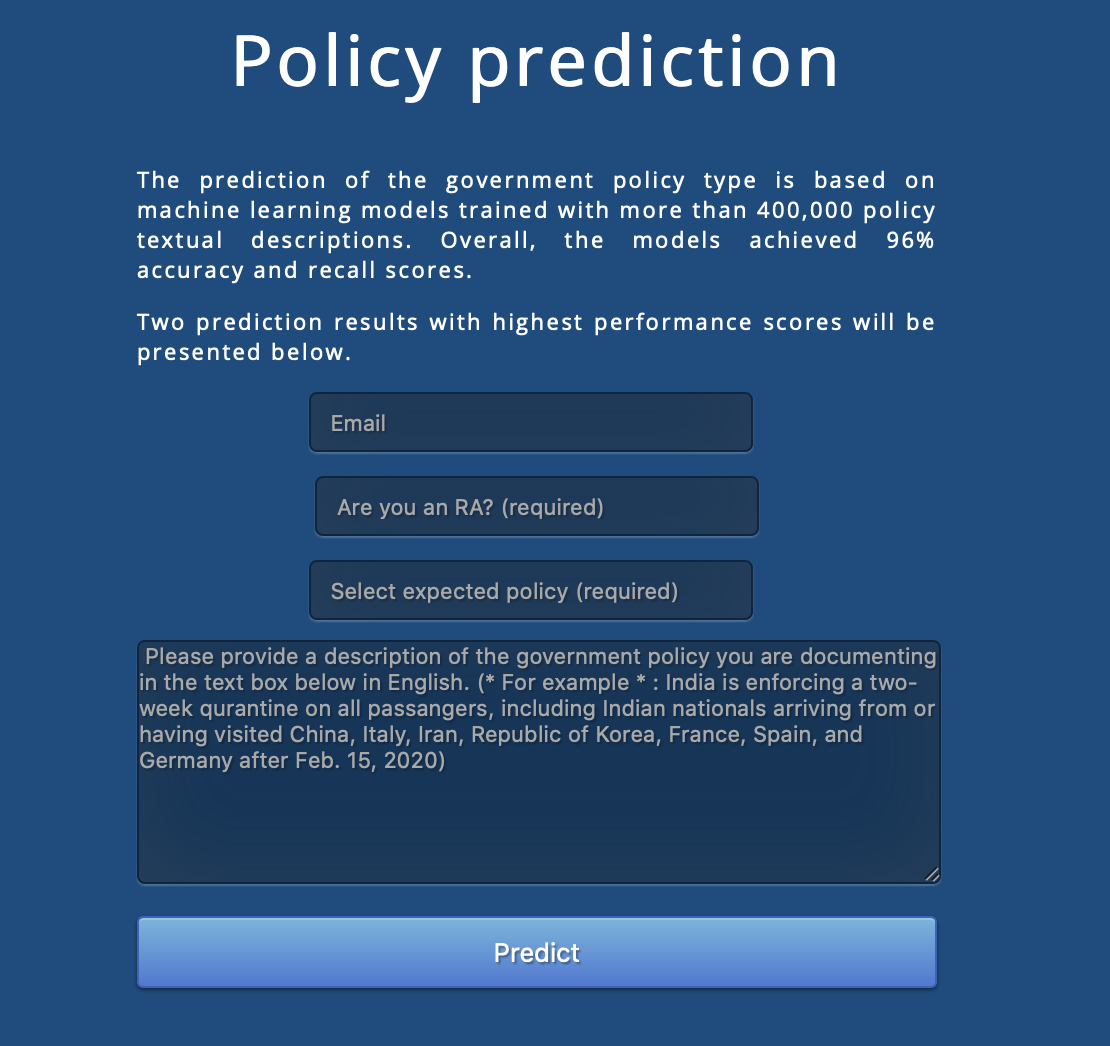 Policy prediction
The prediction of the government policy type is based on
machine learning models trained with more than 400,000 policy
textual descriptions. Overall, the models achieved 96%
accuracy and recall scores.
Two prediction results with highest performance scores will be
presented below.
Email
Are you an RA? (required)
Select expected policy (required)
Please provide a description of the government policy you are documenting
in the text box below in English. (* For example * : India is enforcing a two-
week qurantine on all passangers, including Indian nationals arriving from or
having visited China, Italy, Iran, Republic of Korea, France, Spain, and
Germany after Feb. 15, 2020)
Predict